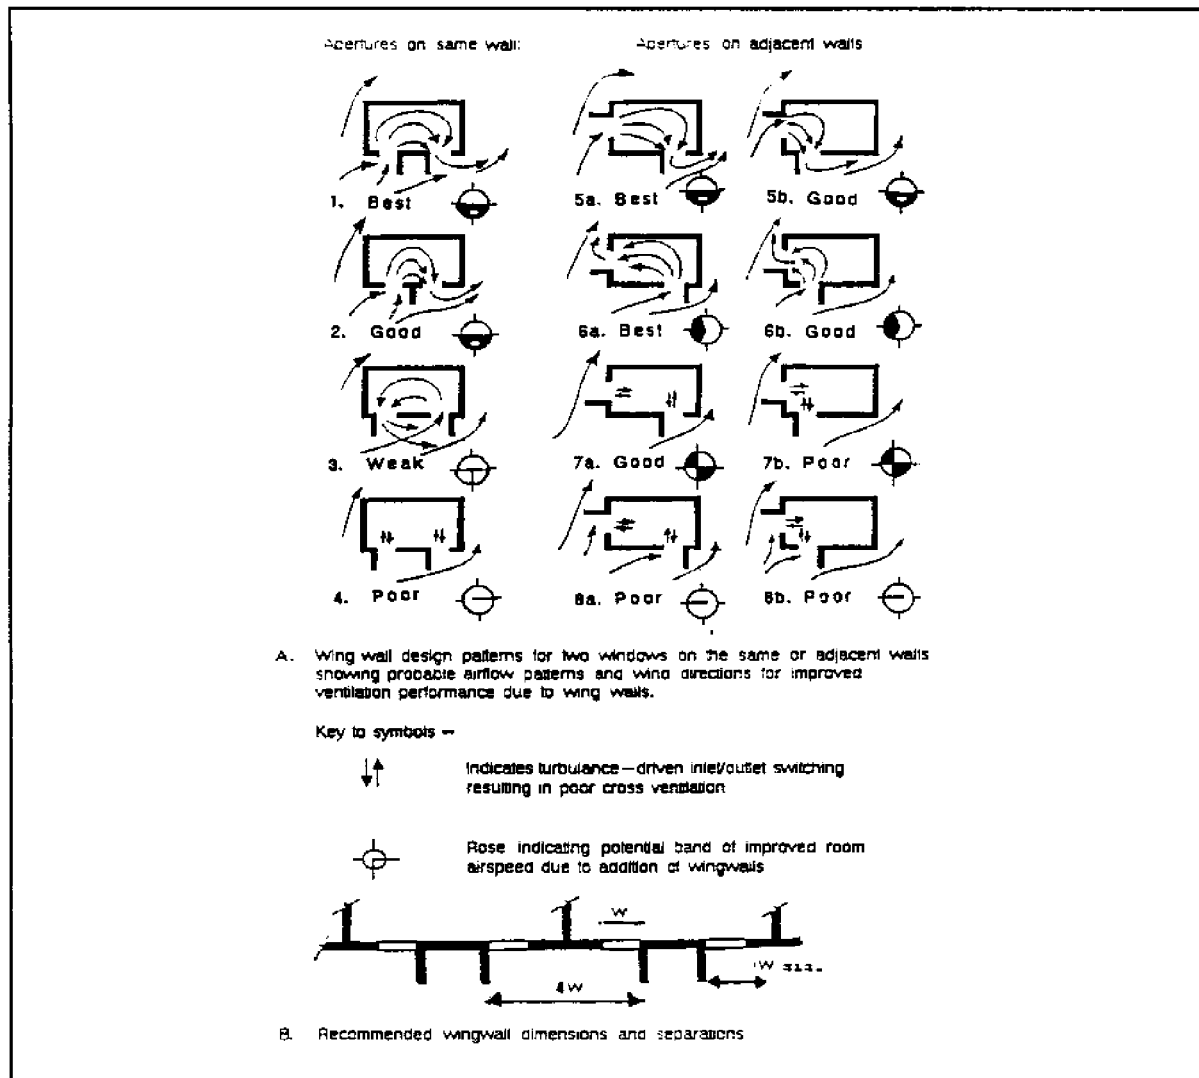 Apertures on same wall:
Apertures on adjacent walls
1. Best
5a. Best
5b. Good
2. Good
6a. Best
6b. Good
3. Weak
7a. Good
7b. Poor
4. Poor
8a. Poor
8b. Poor
A. Wing wall design patterns for two windows on the same or adjacent walls
showing probable airflow patterns and wind directions for improved
ventilation performance due to wing walls.
Key to symbols —
Indicates turbulance—driven inlet/outlet switching
resulting in poor cross ventilation
Rose indicating potential band of improved room
airspeed due to addition of wingwalls
W
4W
B. Recommended wingwall dimensions and separations